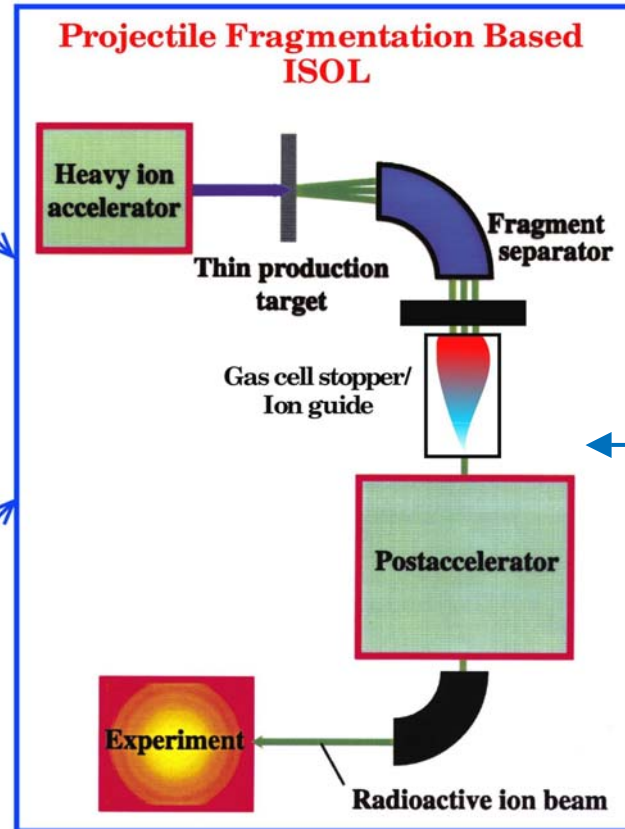 Projectile Fragmentation Based
ISOL
Heavy ion
accelerator
Thin production
target
Fragment
separator
Gas cell stopper/
Ion guide
Postaccelerator
Experiment
Radioactive ion beam